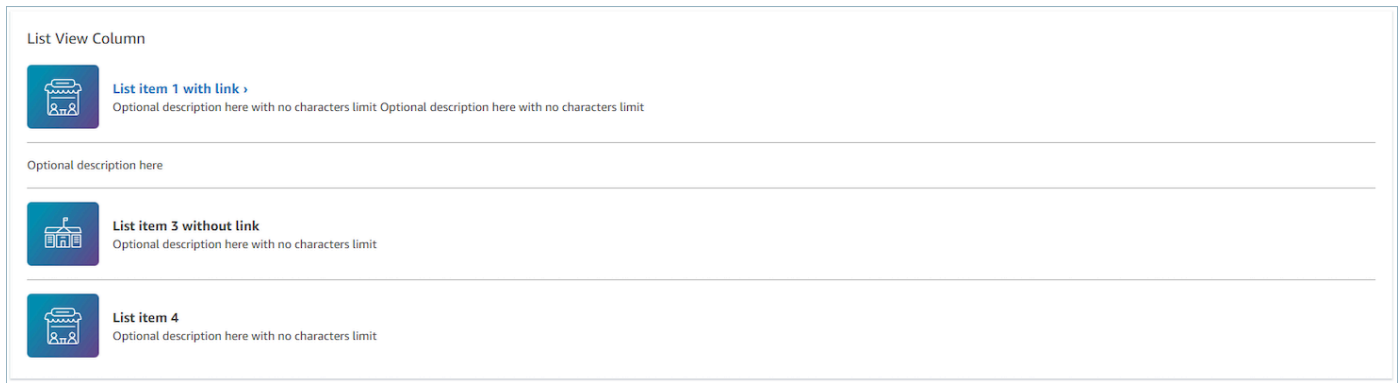 List View Column
List item 1 with link ›
Optional description here with no characters limit Optional description here with no characters limit
Optional description here
List item 3 without link
Optional description here with no characters limit
List item 4
Optional description here with no characters limit